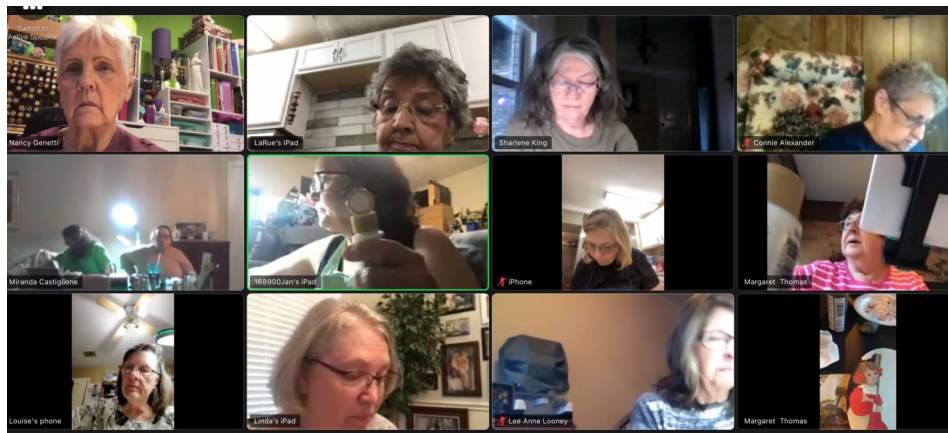 Switch to
Active Speaker
Nancy Genetti
LaRue's iPad
Sharlene King
Connie Alexander
Miranda Castiglione
168900Jan's iPad
iPhone
Margaret Thomas
Louise's phone
Linda's iPad
Lee Anne Looney
Margaret Thomas